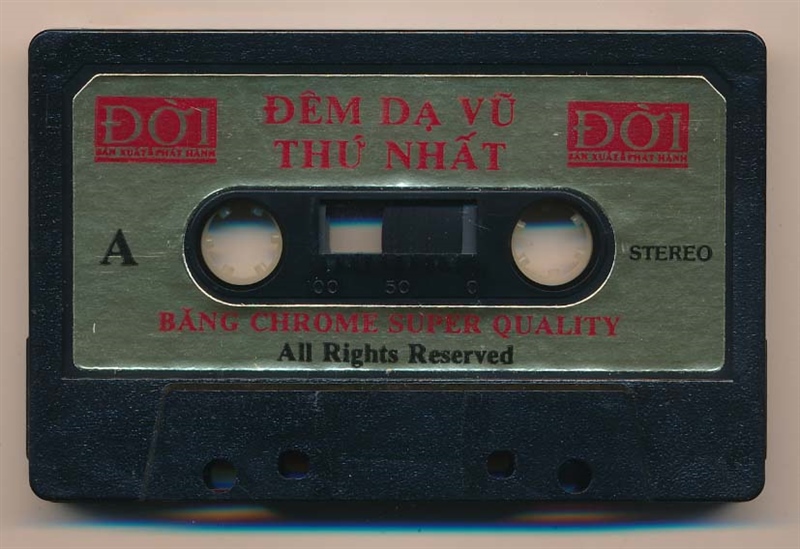 ĐỜI
SẢN XUẤT & PHÁT HÀNH
ĐÊM DẠ VŨ
THỨ NHẤT
ĐỜI
SẢN XUẤT & PHÁT HÀNH
A
STEREO
00 50 0
BĂNG CHROME SUPER QUALITY
All Rights Reserved